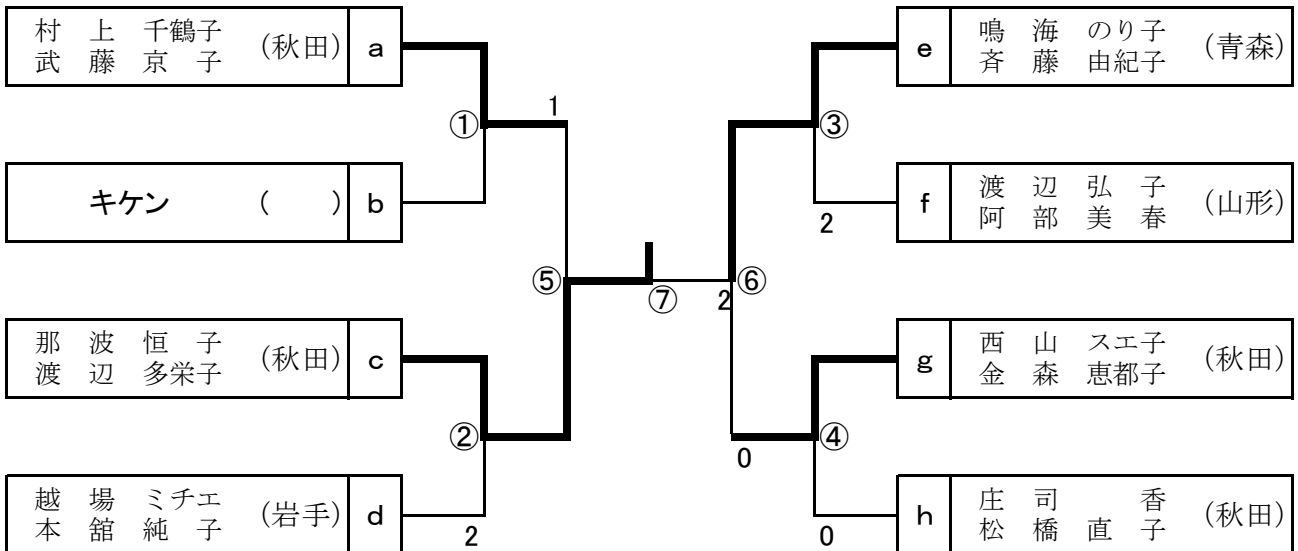 村 上 千鶴子
武 藤 京 子
(秋田)
a
キケン ( )
b
那 波 恒 子
渡 辺 多栄子
(秋田)
c
越 場 ミチエ
本 舘 純 子
(岩手)
d
①
1
②
2
⑤
⑦
2
⑥
③
2
④
0
0
e
鳴 海 のり子
斉 藤 由紀子
(青森)
f
渡 辺 弘 子
阿 部 美 春
(山形)
g
西 山 スエ子
金 森 恵都子
(秋田)
h
庄 司 香
松 橋 直 子
(秋田)